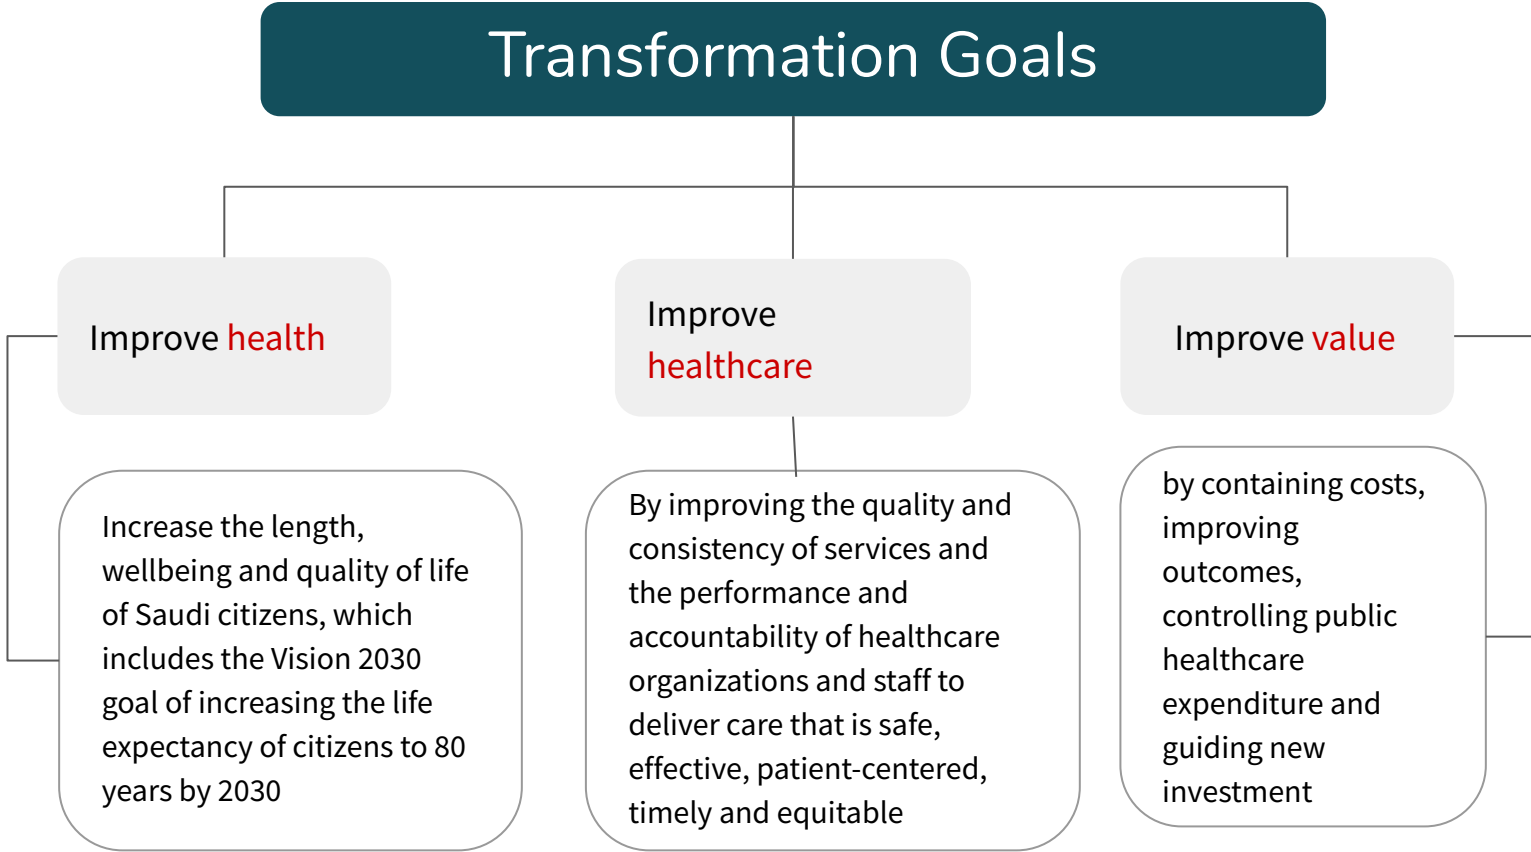 Transformation Goals
Improve health
Increase the length,
wellbeing and quality of life
of Saudi citizens, which
includes the Vision 2030
goal of increasing the life
expectancy of citizens to 80
years by 2030
Improve
healthcare
By improving the quality and
consistency of services and
the performance and
accountability of healthcare
organizations and staff to
deliver care that is safe,
effective, patient-centered,
timely and equitable
Improve value
by containing costs,
improving
outcomes,
controlling public
healthcare
expenditure and
guiding new
investment